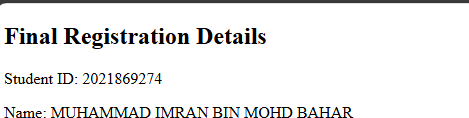 Final Registration Details
Student ID: 2021869274
Name: MUHAMMAD IMRAN BIN MOHD BAHAR